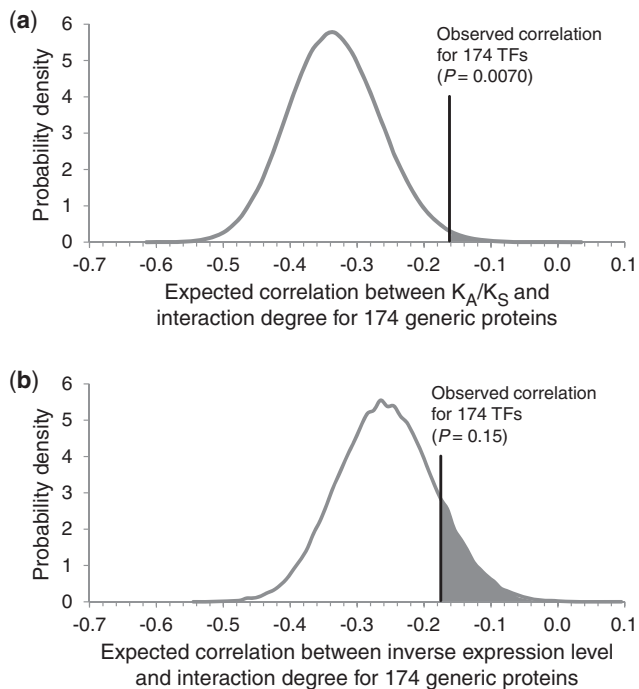 (a)
6
5
4
3
2
1
0
Probability density
Observed correlation
for 174 TFs
(P = 0.0070)
-0.7 -0.6 -0.5 -0.4 -0.3 -0.2 -0.1 0.0 0.1
Expected correlation between KA/KS and
interaction degree for 174 generic proteins
(b)
6
5
4
3
2
1
0
Probability density
Observed correlation
for 174 TFs
(P = 0.15)
-0.7 -0.6 -0.5 -0.4 -0.3 -0.2 -0.1 0.0 0.1
Expected correlation between inverse expression level
and interaction degree for 174 generic proteins